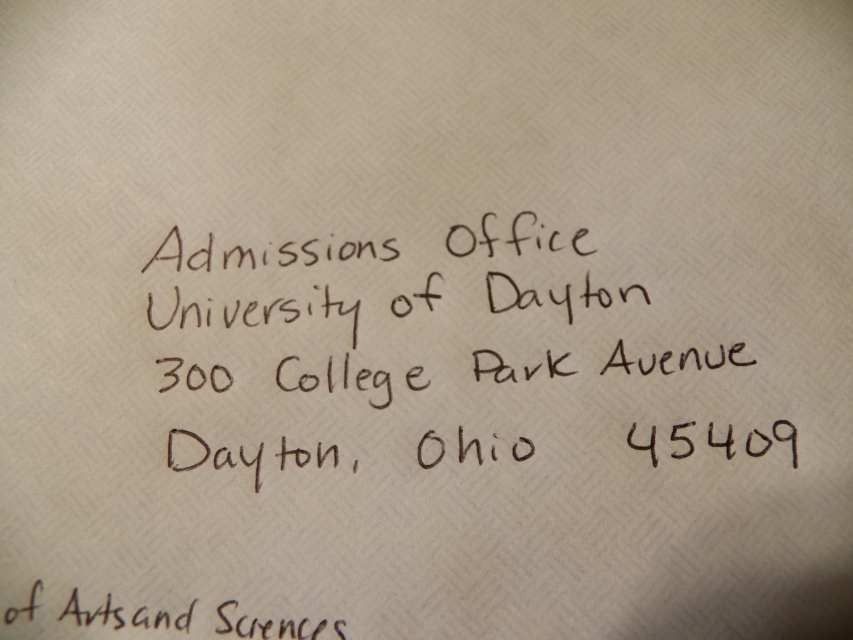 Admissions Office
University of Dayton
300 College Park Avenue
Dayton, Ohio 45409
of Arts and Sciences